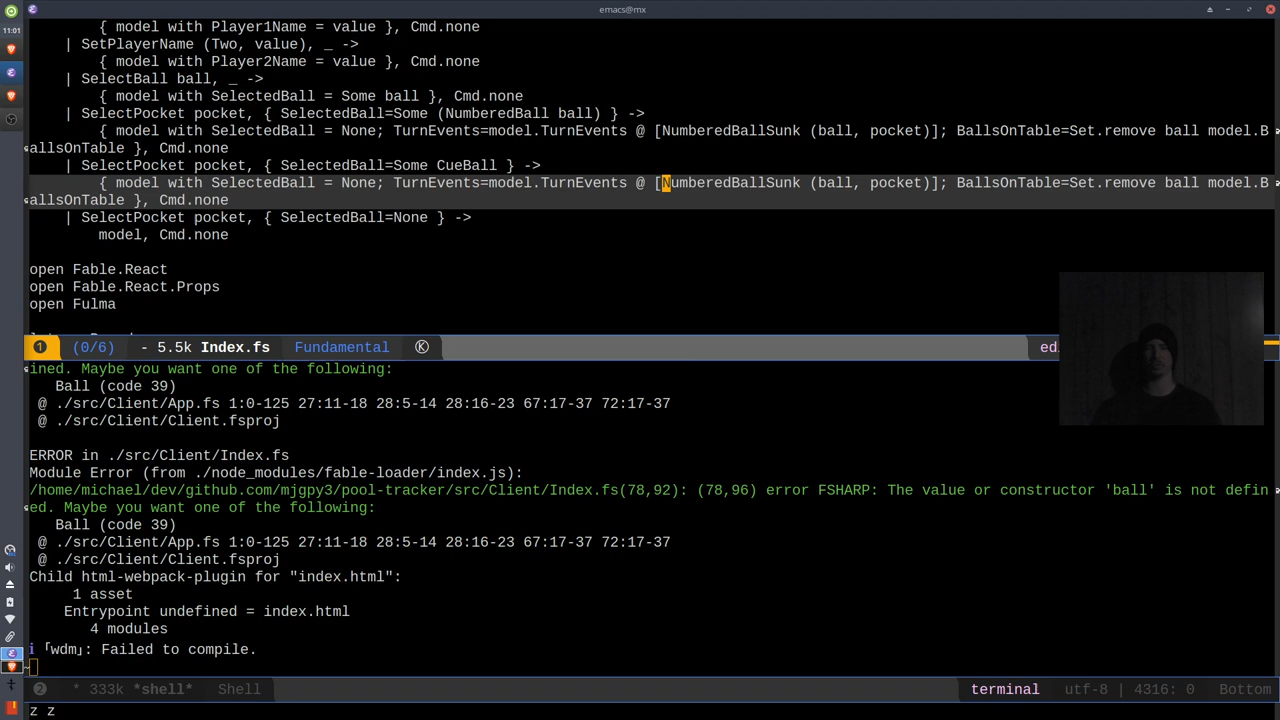 emacs@mx
11:01
{ model with Player1Name = value }, Cmd.none
| SetPlayerName (Two, value), _ ->
{ model with Player2Name = value }, Cmd.none
| SelectBall ball, _ ->
{ model with SelectedBall = Some ball }, Cmd.none
| SelectPocket pocket, { SelectedBall=Some (NumberedBall ball) } ->
{ model with SelectedBall = None; TurnEvents=model.TurnEvents @ [NumberedBallSunk (ball, pocket)]; BallsOnTable=Set.remove ball model.B
allsOnTable }, Cmd.none
| SelectPocket pocket, { SelectedBall=Some CueBall } ->
{ model with SelectedBall = None; TurnEvents=model.TurnEvents @ [NumberedBallSunk (ball, pocket)]; BallsOnTable=Set.remove ball model.B
allsOnTable }, Cmd.none
| SelectPocket pocket, { SelectedBall=None } ->
model, Cmd.none
open Fable.React
open Fable.React.Props
open Fulma
1 (0/6) - 5.5k Index.fs Fundamental Ⓚ
ined. Maybe you want one of the following:
Ball (code 39)
@ ./src/Client/App.fs 1:0-125 27:11-18 28:5-14 28:16-23 67:17-37 72:17-37
@ ./src/Client/Client.fsproj
ERROR in ./src/Client/Index.fs
Module Error (from ./node_modules/fable-loader/index.js):
/home/michael/dev/github.com/mjgpy3/pool-tracker/src/Client/Index.fs(78,92): (78,96) error FSHARP: The value or constructor 'ball' is not defin
ed. Maybe you want one of the following:
Ball (code 39)
@ ./src/Client/App.fs 1:0-125 27:11-18 28:5-14 28:16-23 67:17-37 72:17-37
@ ./src/Client/Client.fsproj
Child html-webpack-plugin for "index.html":
1 asset
Entrypoint undefined = index.html
4 modules
i ｢wdm｣: Failed to compile.
2 * 333k *shell* Shell terminal utf-8 | 4316: 0 Bottom
z z